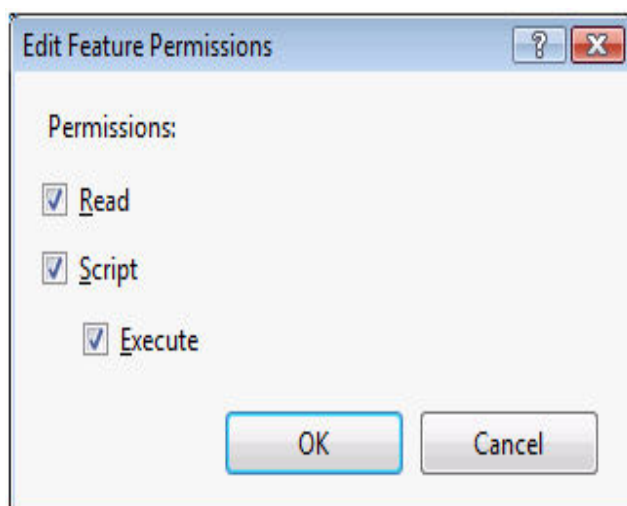 Edit Feature Permissions
?
Permissions:
Read
Script
Execute
OK Cancel